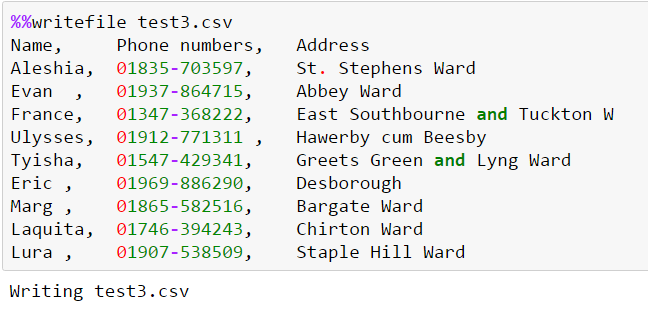 %%writefile test3.csv
Name,     Phone numbers,   Address
Aleshia,  01835-703597,    St. Stephens Ward
Evan  ,   01937-864715,    Abbey Ward
France,   01347-368222,    East Southbourne and Tuckton W
Ulysses,  01912-771311 ,   Hawerby cum Beesby
Tyisha,   01547-429341,    Greets Green and Lyng Ward
Eric ,    01969-886290,    Desborough
Marg ,    01865-582516,    Bargate Ward
Laquita,  01746-394243,    Chirton Ward
Lura ,    01907-538509,    Staple Hill Ward
Writing test3.csv